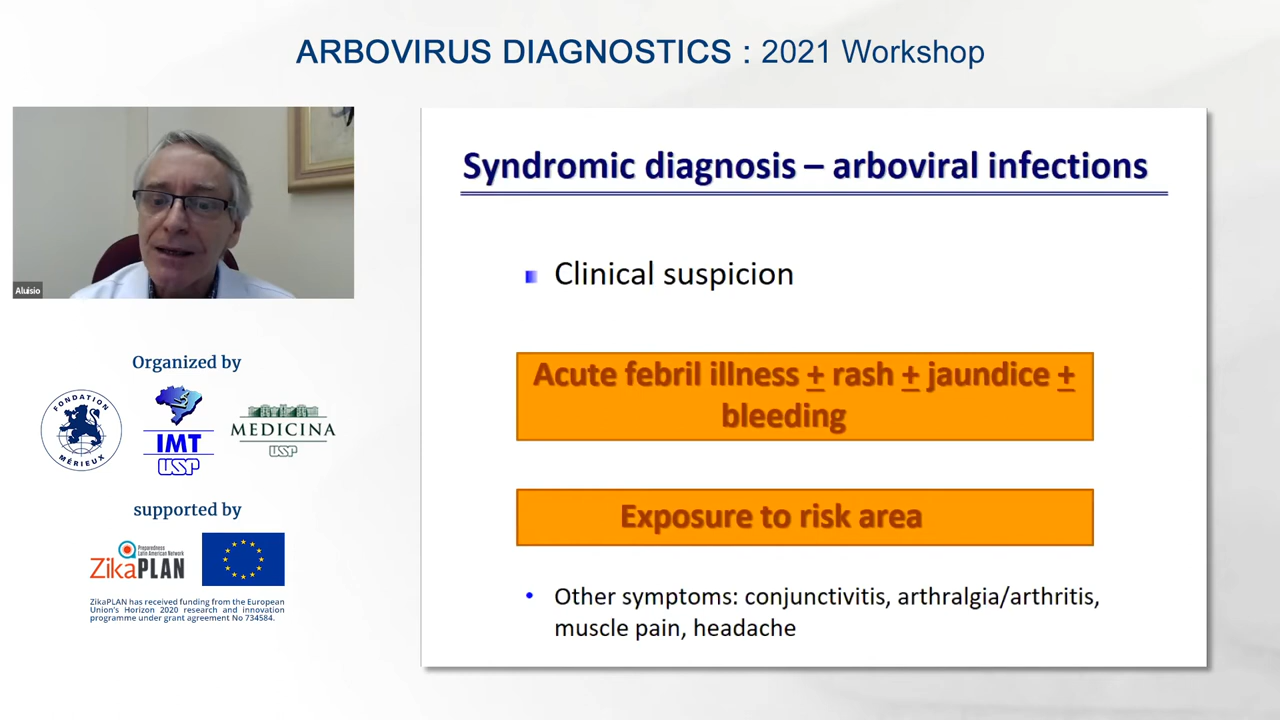 ARBOVIRUS DIAGNOSTICS : 2021 Workshop
Aluisio
Organized by
FONDATION
MÉRIEUX
IMT
USP
MEDICINA
USP
supported by
Preparedness
Latin American Network
ZikaPLAN
ZikaPLAN has received funding from the European
Union's Horizon 2020 research and innovation
programme under grant agreement No 734584.
Syndromic diagnosis – arboviral infections
Clinical suspicion
Acute febril illness + rash + jaundice +
bleeding
Exposure to risk area
• Other symptoms: conjunctivitis, arthralgia/arthritis,
muscle pain, headache